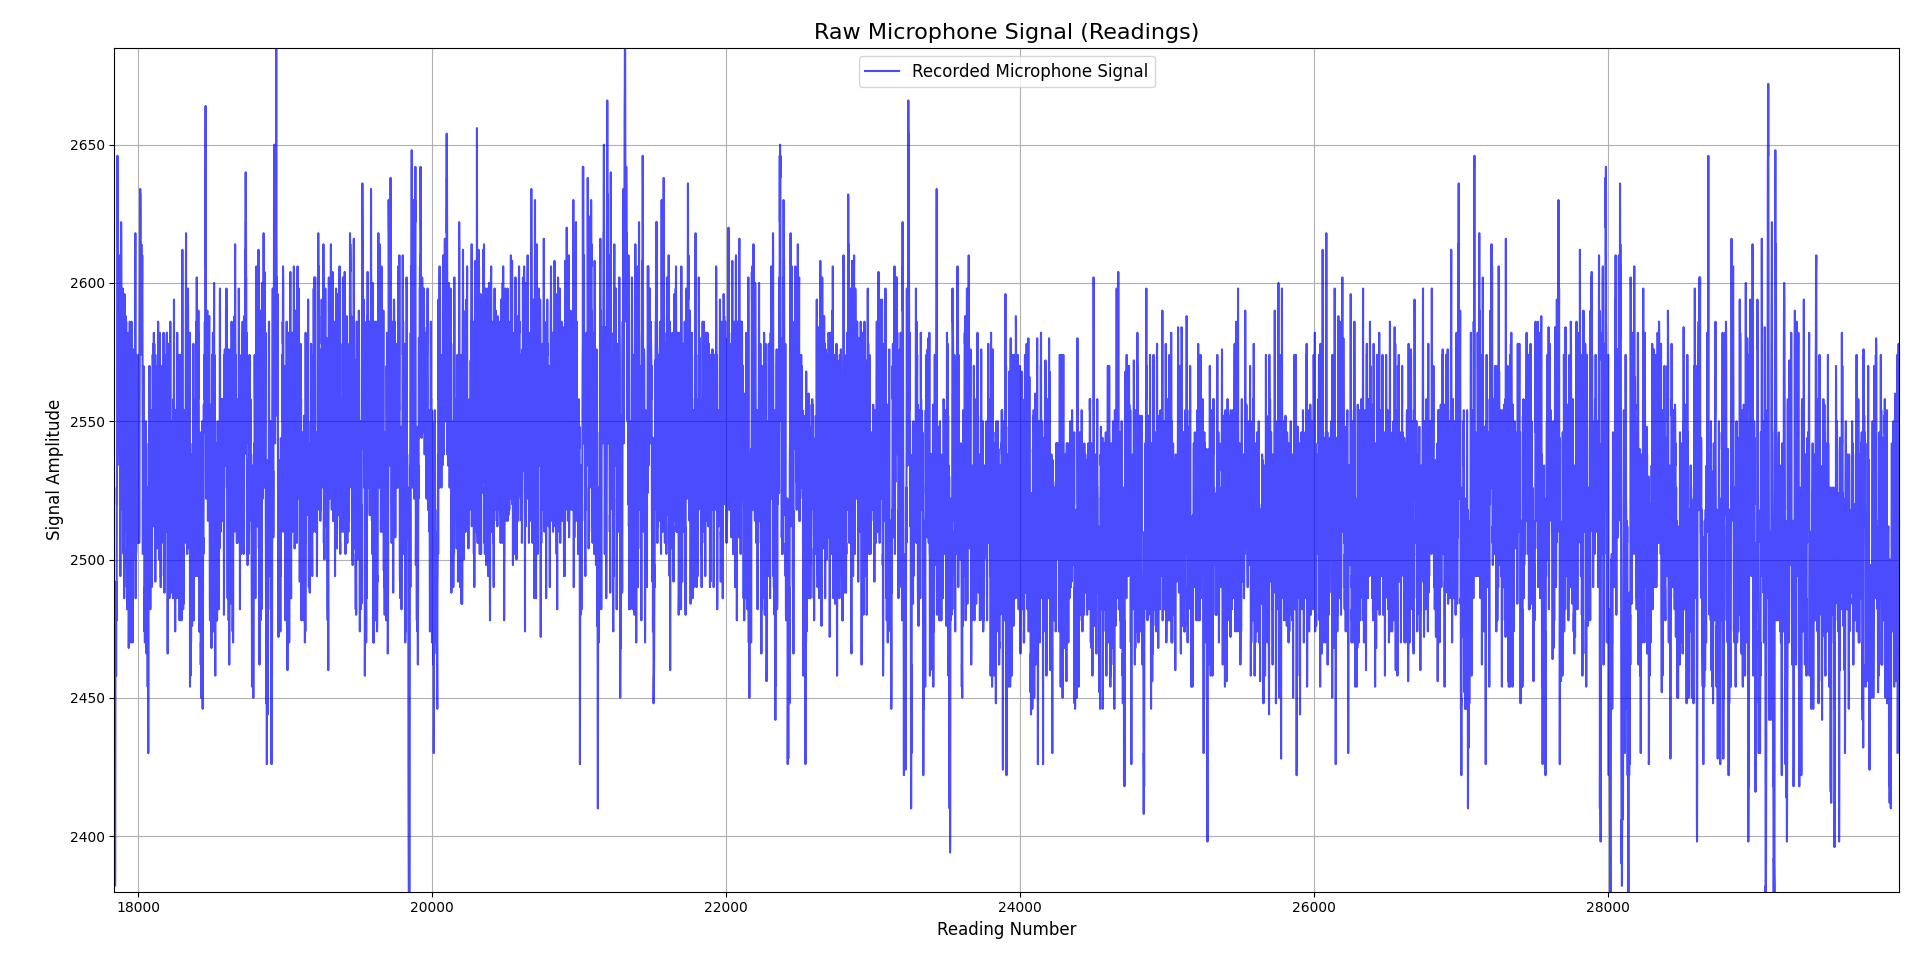 Raw Microphone Signal (Readings)
Recorded Microphone Signal
Signal Amplitude
2650
2600
2550
2500
2450
2400
18000 20000 22000 24000 26000 28000
Reading Number